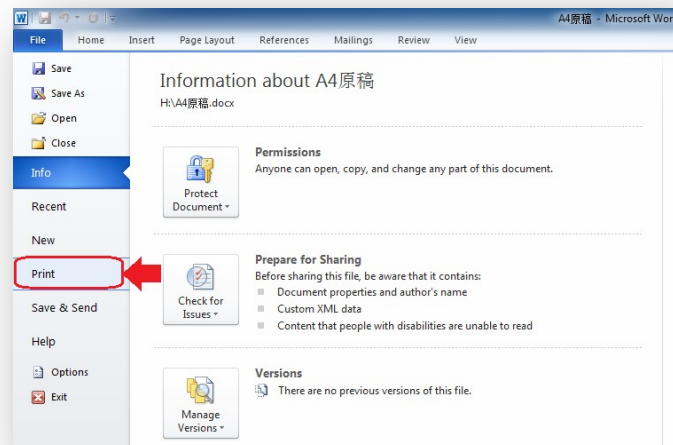 A4原稿 - Microsoft Wor
File Home Insert Page Layout References Mailings Review View
Save
Save As
Open
Close
Info
Recent
New
Print
Save & Send
Help
Options
Exit
Information about A4原稿
H:\A4原稿.docx
Protect
Document
Permissions
Anyone can open, copy, and change any part of this document.
Check for
Issues
Prepare for Sharing
Before sharing this file, be aware that it contains:
Document properties and author's name
Custom XML data
Content that people with disabilities are unable to read
Manage
Versions
Versions
There are no previous versions of this file.